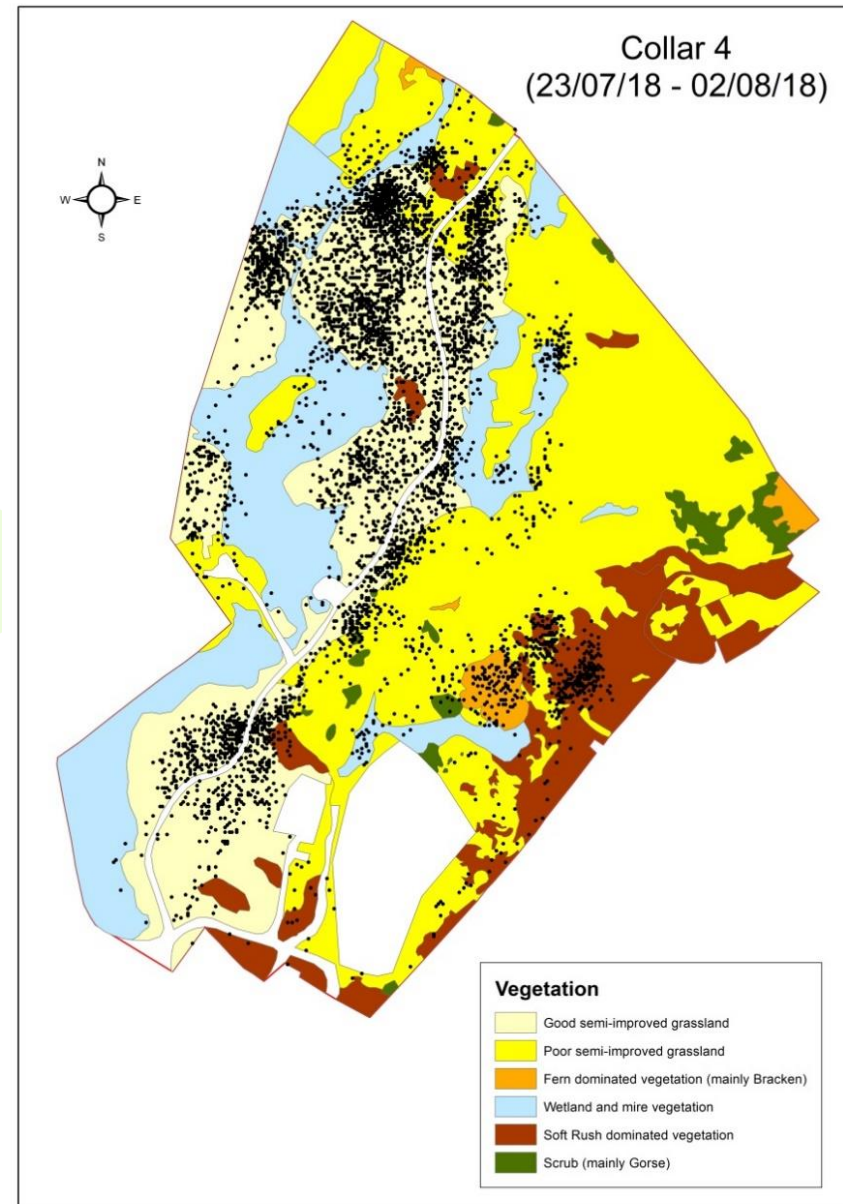 Collar 4
(23/07/18 - 02/08/18)
N
W E
S
Vegetation
Good semi-improved grassland
Poor semi-improved grassland
Fern dominated vegetation (mainly Bracken)
Wetland and mire vegetation
Soft Rush dominated vegetation
Scrub (mainly Gorse)